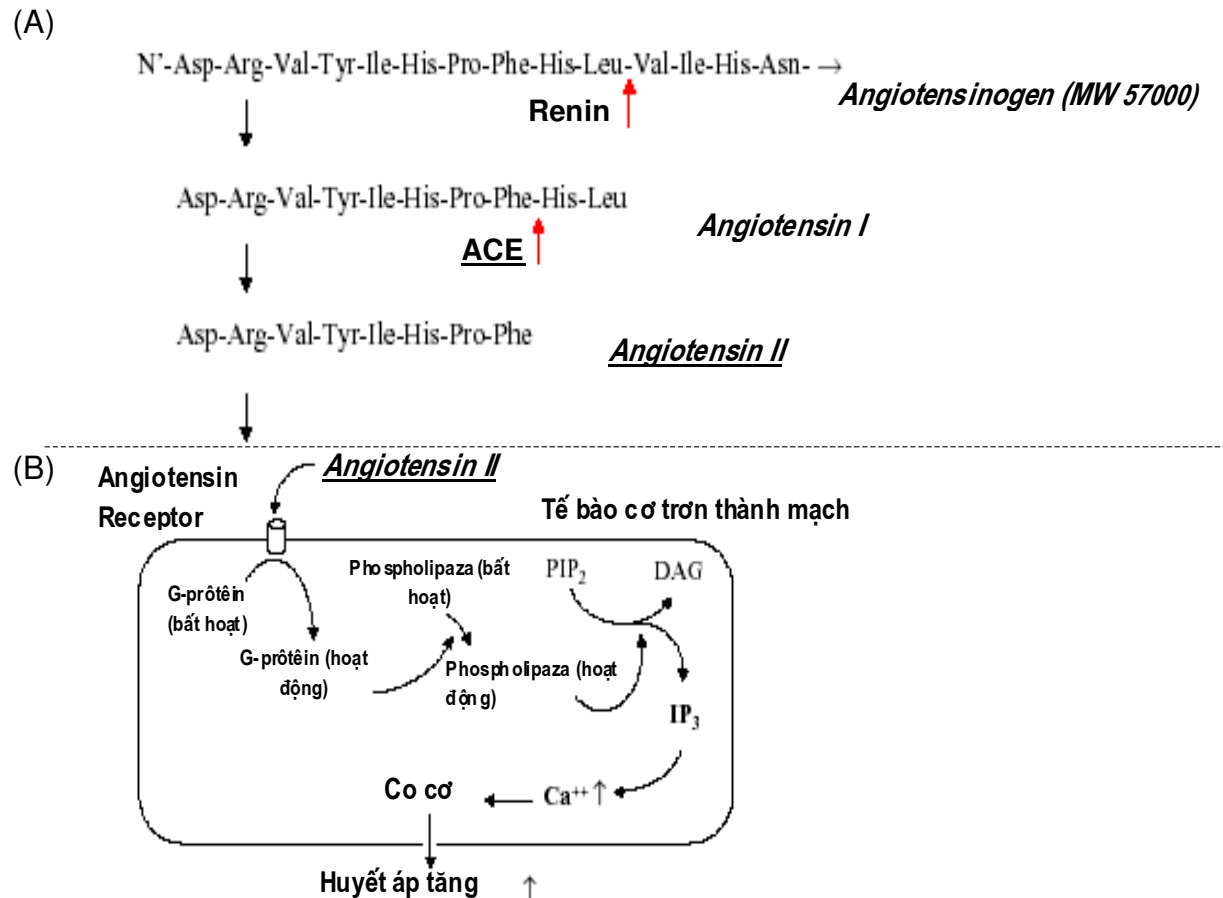 (A)
N'-Asp-Arg-Val-Tyr-Ile-His-Pro-Phe-His-Leu-Val-Ile-His-Asn- →
Angiotensinogen (MW 57000)
Renin
Asp-Arg-Val-Tyr-Ile-His-Pro-Phe-His-Leu
Angiotensin I
ACE
Asp-Arg-Val-Tyr-Ile-His-Pro-Phe
Angiotensin II
(B)
Angiotensin
Receptor
Angiotensin II
Tế bào cơ trơn thành mạch
G-prôtêin
(bất hoạt)
G-prôtêin (hoạt
động)
Phospholipaza (bất
hoạt)
Phospholipaza (hoạt
động)
PIP2
DAG
IP3
Ca++ ↑
Co cơ
Huyết áp tăng ↑